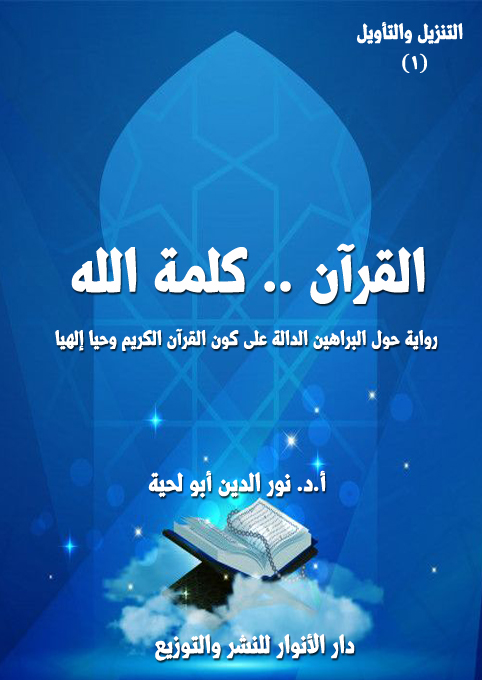 التنزيل والتأويل
(١)
القرآن .. كلمة الله
رواية حول البراهين الدالة على كون القرآن الكريم وحيا إلهيا
أ.د. نور الدين أبو لحية
دار الأنوار للنشر والتوزيع